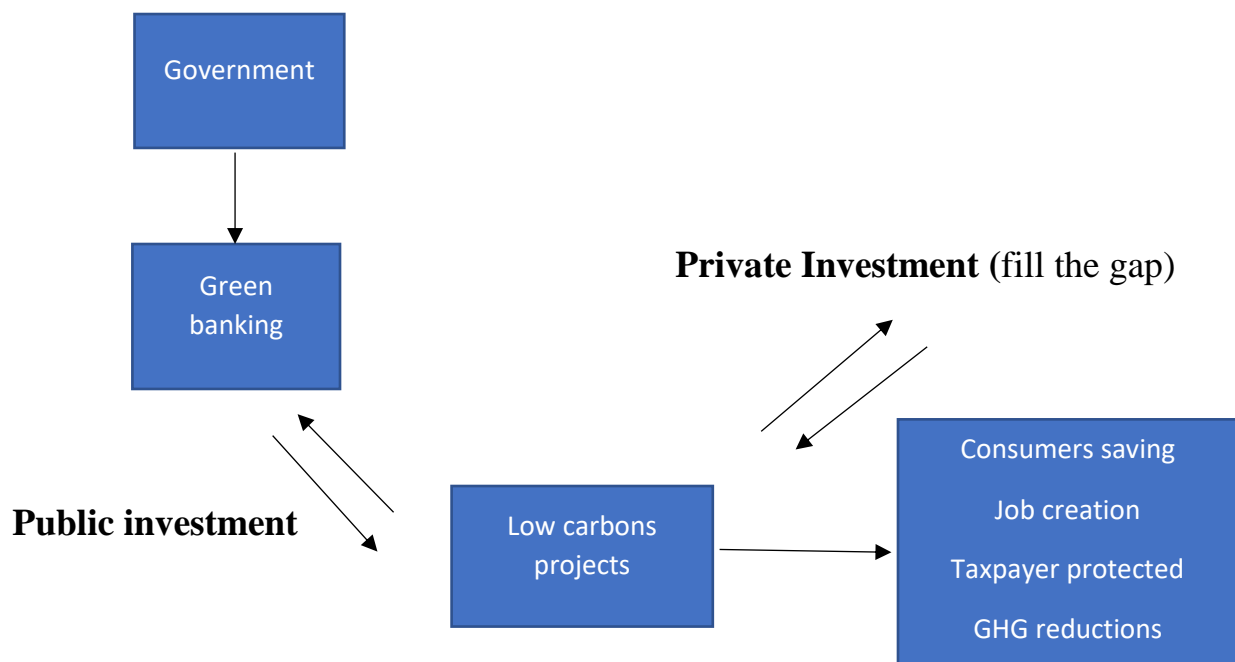 Government
Green
banking
Private Investment (fill the gap)
Public investment
Low carbons
projects
Consumers saving
Job creation
Taxpayer protected
GHG reductions